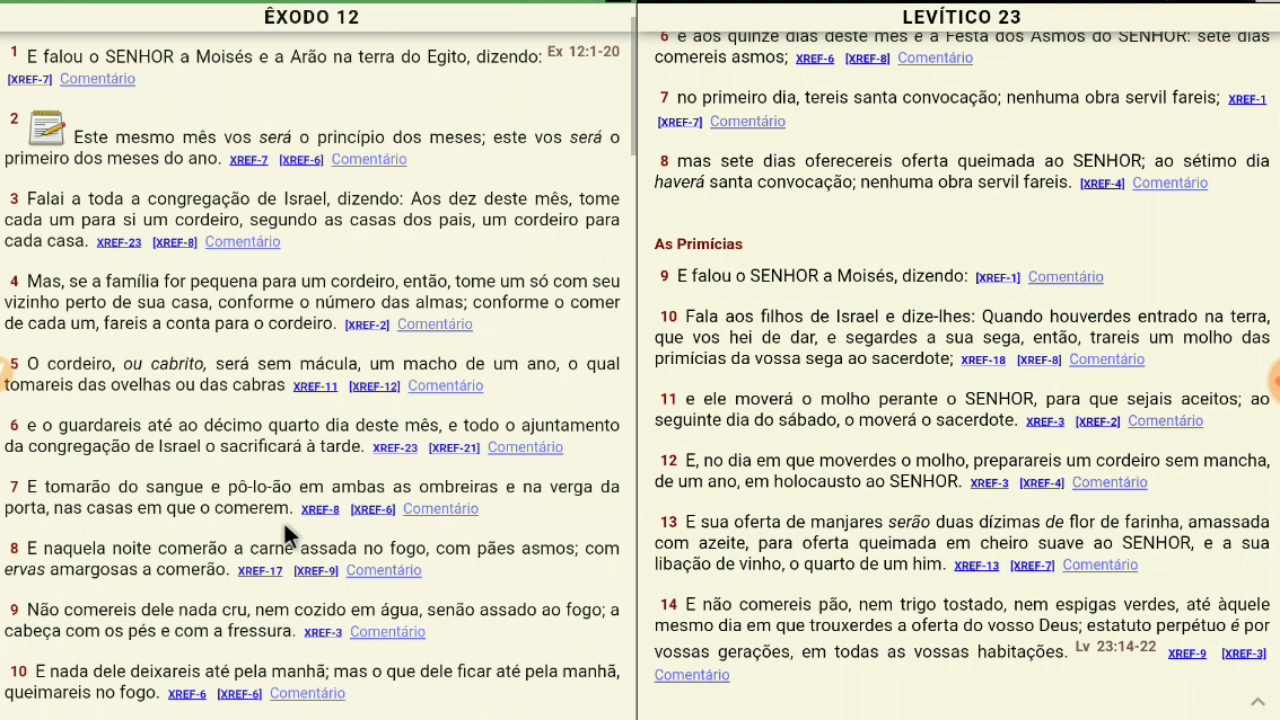 ÊXODO 12
1 E falou o SENHOR a Moisés e a Arão na terra do Egito, dizendo: Ex 12:1-20
[XREF-7] Comentário
2 Este mesmo mês vos será o princípio dos meses; este vos será o
primeiro dos meses do ano. XREF-7 [XREF-6] Comentário
3 Falai a toda a congregação de Israel, dizendo: Aos dez deste mês, tome
cada um para si um cordeiro, segundo as casas dos pais, um cordeiro para
cada casa. XREF-23 [XREF-8] Comentário
4 Mas, se a família for pequena para um cordeiro, então, tome um só com seu
vizinho perto de sua casa, conforme o número das almas; conforme o comer
de cada um, fareis a conta para o cordeiro. [XREF-2] Comentário
5 O cordeiro, ou cabrito, será sem mácula, um macho de um ano, o qual
tomareis das ovelhas ou das cabras XREF-11 [XREF-12] Comentário
6 e o guardareis até ao décimo quarto dia deste mês, e todo o ajuntamento
da congregação de Israel o sacrificará à tarde. XREF-23 [XREF-21] Comentário
7 E tomarão do sangue e pô-lo-ão em ambas as ombreiras e na verga da
porta, nas casas em que o comerem. XREF-8 [XREF-6] Comentário
8 E naquela noite comerão a carne assada no fogo, com pães asmos; com
ervas amargosas a comerão. XREF-17 [XREF-9] Comentário
9 Não comereis dele nada cru, nem cozido em água, senão assado ao fogo; a
cabeça com os pés e com a fressura. XREF-3 Comentário
10 E nada dele deixareis até pela manhã; mas o que dele ficar até pela manhã,
queimareis no fogo. XREF-6 [XREF-6] Comentário
LEVÍTICO 23
6 e aos quinze dias deste mês é a Festa dos Asmos do SENHOR: sete dias
comereis asmos; XREF-6 [XREF-8] Comentário
7 no primeiro dia, tereis santa convocação; nenhuma obra servil fareis; XREF-1
[XREF-7] Comentário
8 mas sete dias oferecereis oferta queimada ao SENHOR; ao sétimo dia
haverá santa convocação; nenhuma obra servil fareis. [XREF-4] Comentário
As Primícias
9 E falou o SENHOR a Moisés, dizendo: [XREF-1] Comentário
10 Fala aos filhos de Israel e dize-lhes: Quando houverdes entrado na terra,
que vos hei de dar, e segardes a sua sega, então, trareis um molho das
primícias da vossa sega ao sacerdote; XREF-18 [XREF-8] Comentário
11 e ele moverá o molho perante o SENHOR, para que sejais aceitos; ao
seguinte dia do sábado, o moverá o sacerdote. XREF-3 [XREF-2] Comentário
12 E, no dia em que moverdes o molho, preparareis um cordeiro sem mancha,
de um ano, em holocausto ao SENHOR. XREF-3 [XREF-4] Comentário
13 E sua oferta de manjares serão duas dízimas de flor de farinha, amassada
com azeite, para oferta queimada em cheiro suave ao SENHOR, e a sua
libação de vinho, o quarto de um him. XREF-13 [XREF-7] Comentário
14 E não comereis pão, nem trigo tostado, nem espigas verdes, até àquele
mesmo dia em que trouxerdes a oferta do vosso Deus; estatuto perpétuo é por
vossas gerações, em todas as vossas habitações. Lv 23:14-22 XREF-9 [XREF-3]
Comentário